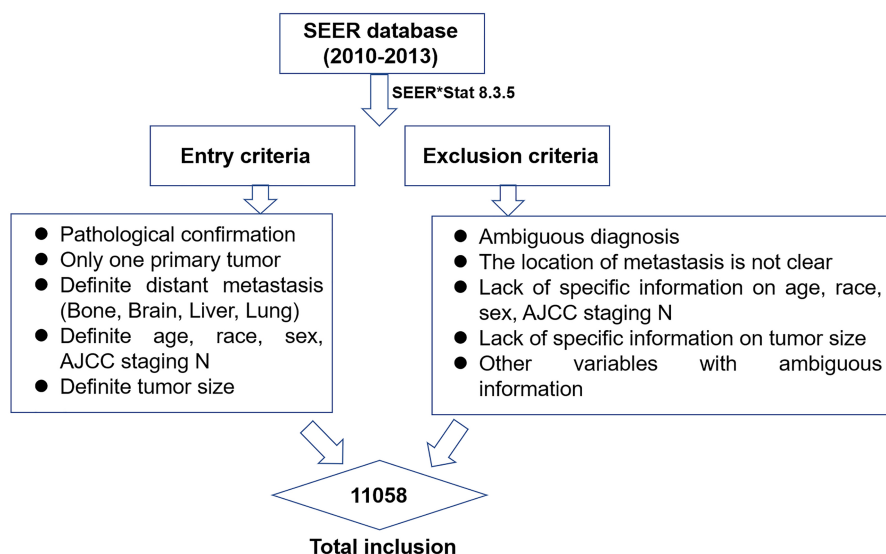 SEER database
(2010-2013)
SEER*Stat 8.3.5
Entry criteria
Exclusion criteria
● Pathological confirmation
● Only one primary tumor
● Definite distant metastasis
(Bone, Brain, Liver, Lung)
● Definite age, race, sex,
AJCC staging N
● Definite tumor size
● Ambiguous diagnosis
● The location of metastasis is not clear
● Lack of specific information on age, race,
sex, AJCC staging N
● Lack of specific information on tumor size
● Other variables with ambiguous
information
11058
Total inclusion